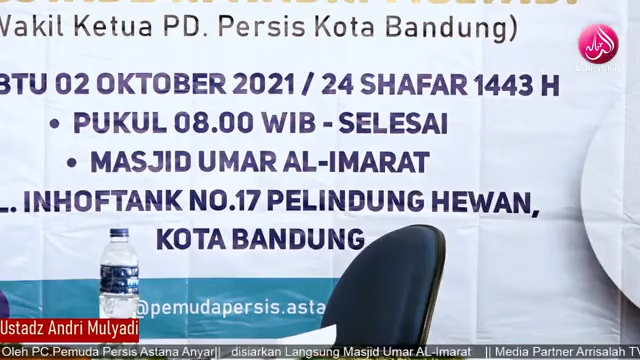 Wakil Ketua PD. Persis Kota Bandung)
BTU 02 OKTOBER 2021 / 24 SHAFAR 1443 H
• PUKUL 08.00 WIB - SELESAI
• MASJID UMAR AL-IMARAT
L. INHOFTANK NO.17 PELINDUNG HEWAN,
KOTA BANDUNG
@pemudapersis.asta
Ustadz Andri Mulyadi
Oleh PC.Pemuda Persis Astana Anyar|| disiarkan Langsung Masjid Umar AL-Imarat || Media Partner Arrisalah TV